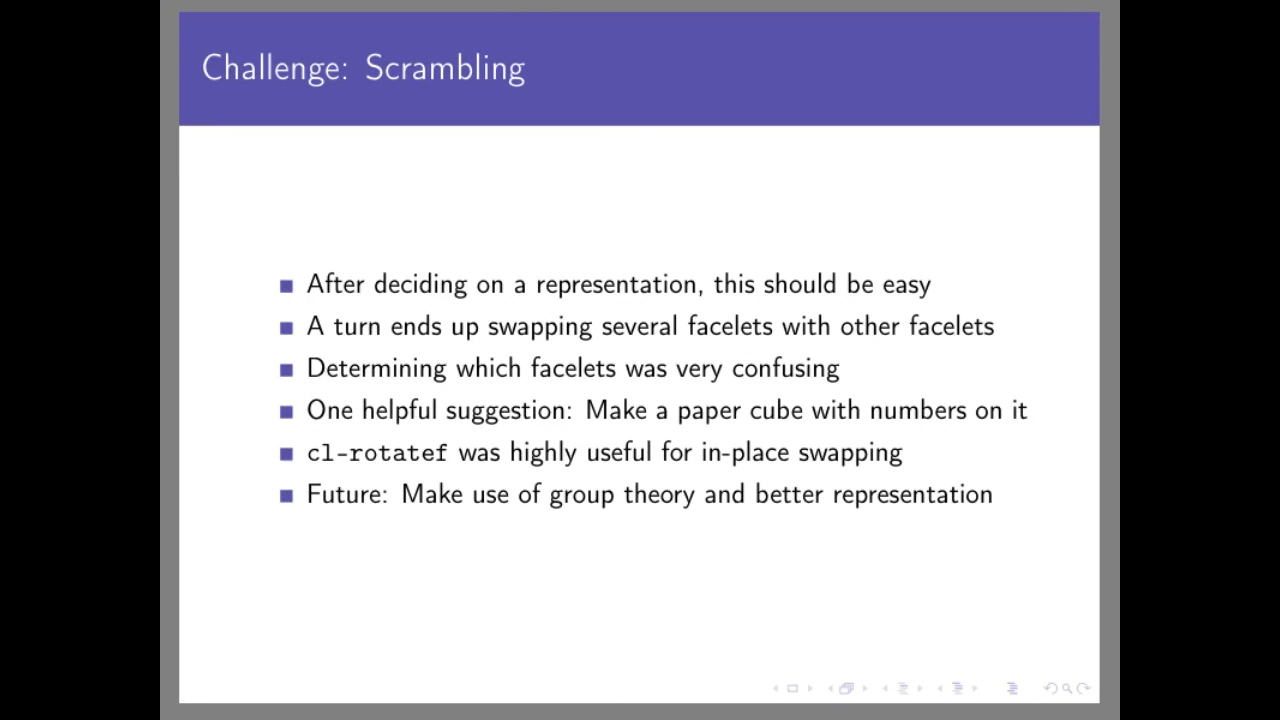 Challenge: Scrambling
After deciding on a representation, this should be easy
A turn ends up swapping several facelets with other facelets
Determining which facelets was very confusing
One helpful suggestion: Make a paper cube with numbers on it
cl-rotatef was highly useful for in-place swapping
Future: Make use of group theory and better representation